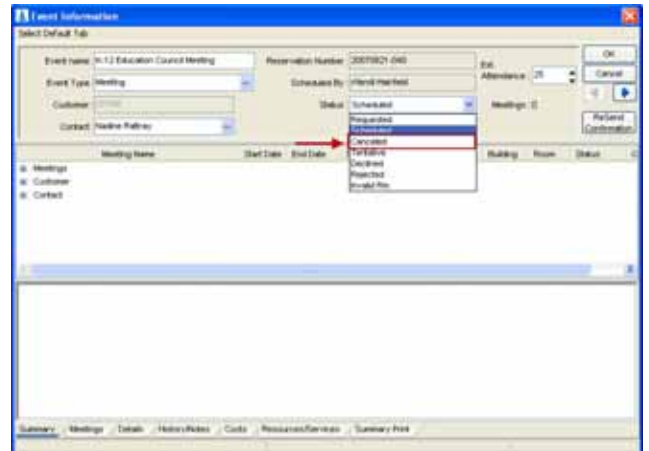 Event Information
Select Default Tab
Event name K-12 Education Council Meeting Reservation Number 20070821-040 Est. Attendance 25 OK
Event Type Meeting Scheduled By Cancel
Customer Status Scheduled Meetings: 0
Contact Nadine Requested ReSend Confirmation
Scheduled
Canceled
Meeting Name Start Date End Date Tentative Building Room Status
Meetings Declined
Customer Rejected
Contact Invalid Rm
Summary Meetings Details History/Notes Costs Resources/Services Summary Print